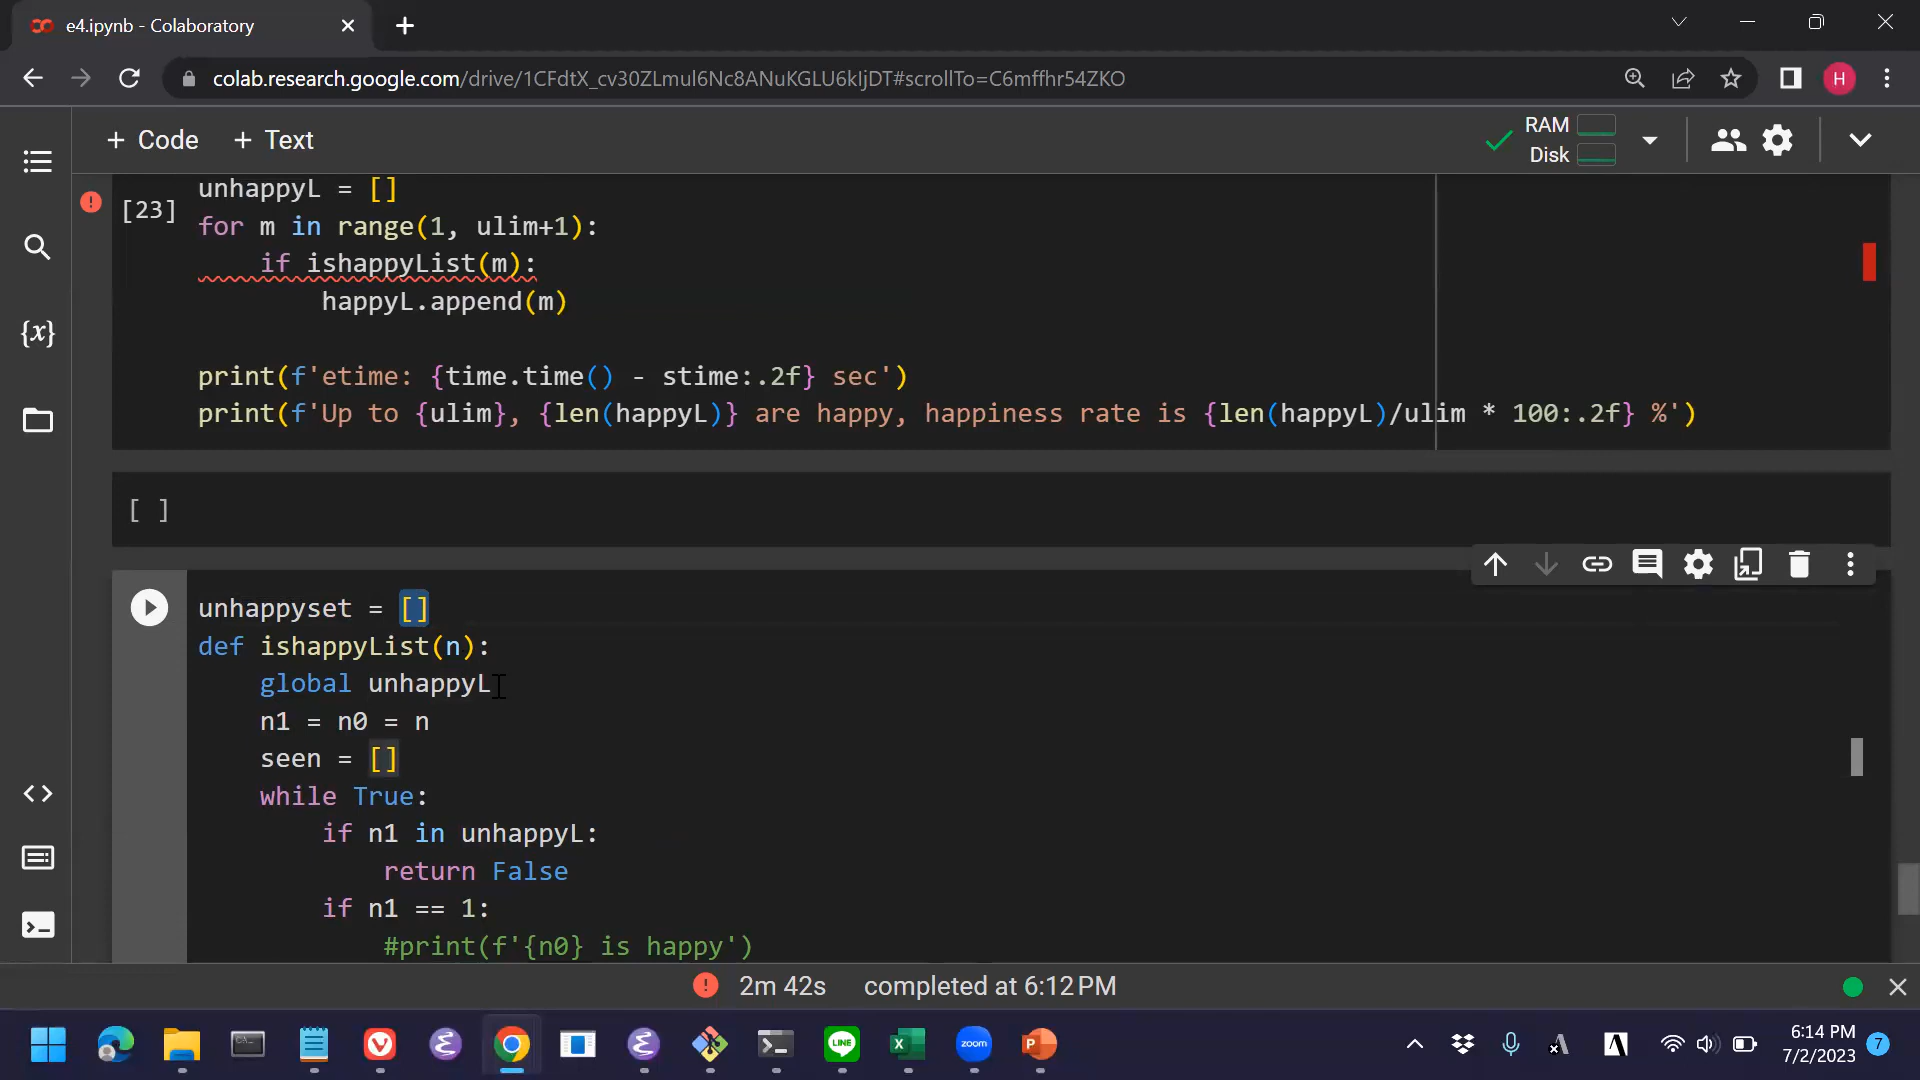 e4.ipynb - Colaboratory
colab.research.google.com/drive/1CFdtX_cv30ZLmul6Nc8ANuKGLU6kIjDT#scrollTo=C6mffhr54ZKO
H
+ Code + Text
RAM
Disk
{x}
[23]
unhappyL = []
for m in range(1, ulim+1):
    if ishappyList(m):
        happyL.append(m)
print(f'etime: {time.time() - stime:.2f} sec')
print(f'Up to {ulim}, {len(happyL)} are happy, happiness rate is {len(happyL)/ulim * 100:.2f} %')
[ ]
unhappyset = []
def ishappyList(n):
    global unhappyL
    n1 = n0 = n
    seen = []
    while True:
        if n1 in unhappyL:
            return False
        if n1 == 1:
            #print(f'{n0} is happy')
2m 42s completed at 6:12 PM
LINE
zoom
A
6:14 PM
7/2/2023
7